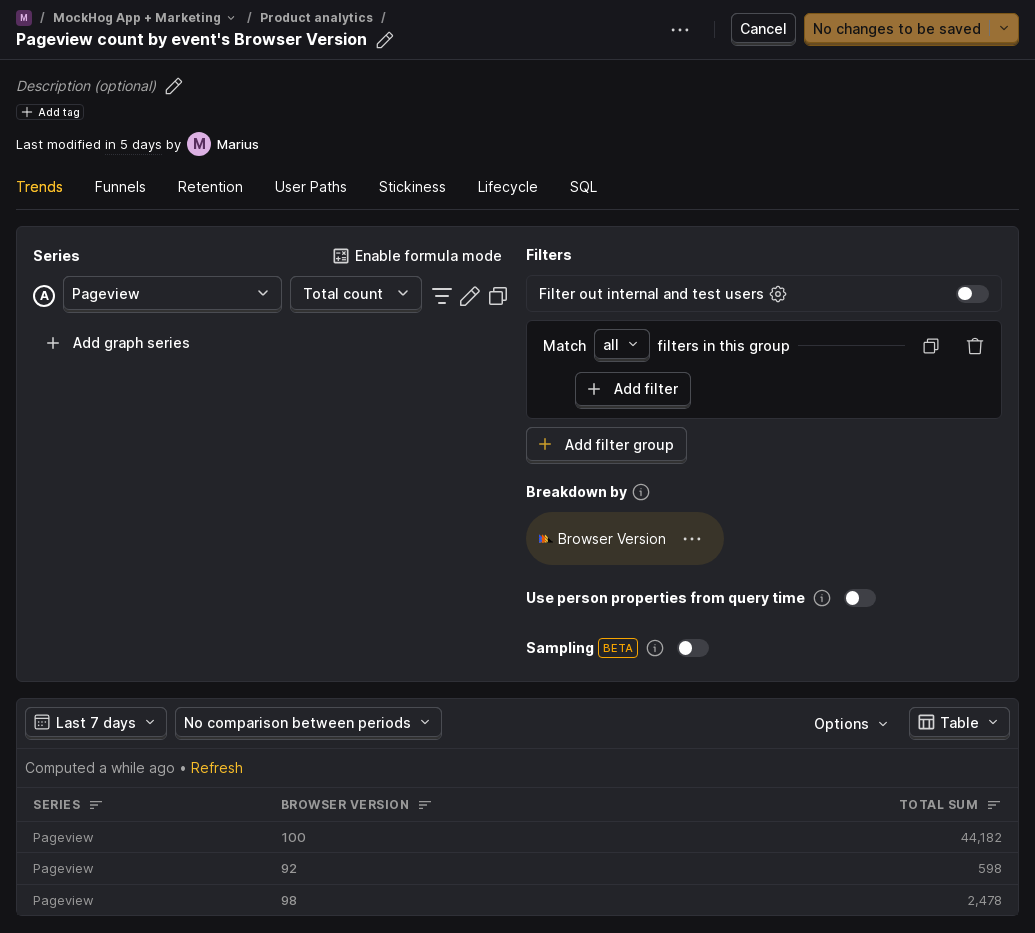 M / MockHog App + Marketing / Product analytics /
Pageview count by event's Browser Version
Cancel
No changes to be saved
Description (optional)
Add tag
Last modified in 5 days by M Marius
Trends Funnels Retention User Paths Stickiness Lifecycle SQL
Series
Enable formula mode
A Pageview Total count
Add graph series
Filters
Filter out internal and test users
Match all filters in this group
Add filter
Add filter group
Breakdown by
Browser Version
Use person properties from query time
Sampling BETA
Last 7 days No comparison between periods Options Table
Computed a while ago • Refresh
SERIES BROWSER VERSION TOTAL SUM
Pageview 100 44,182
Pageview 92 598
Pageview 98 2,478